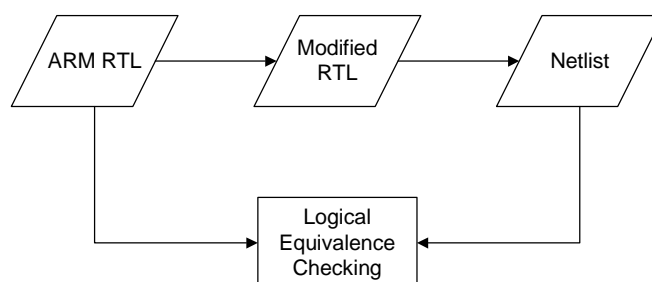 ARM RTL
Modified
RTL
Netlist
Logical
Equivalence
Checking